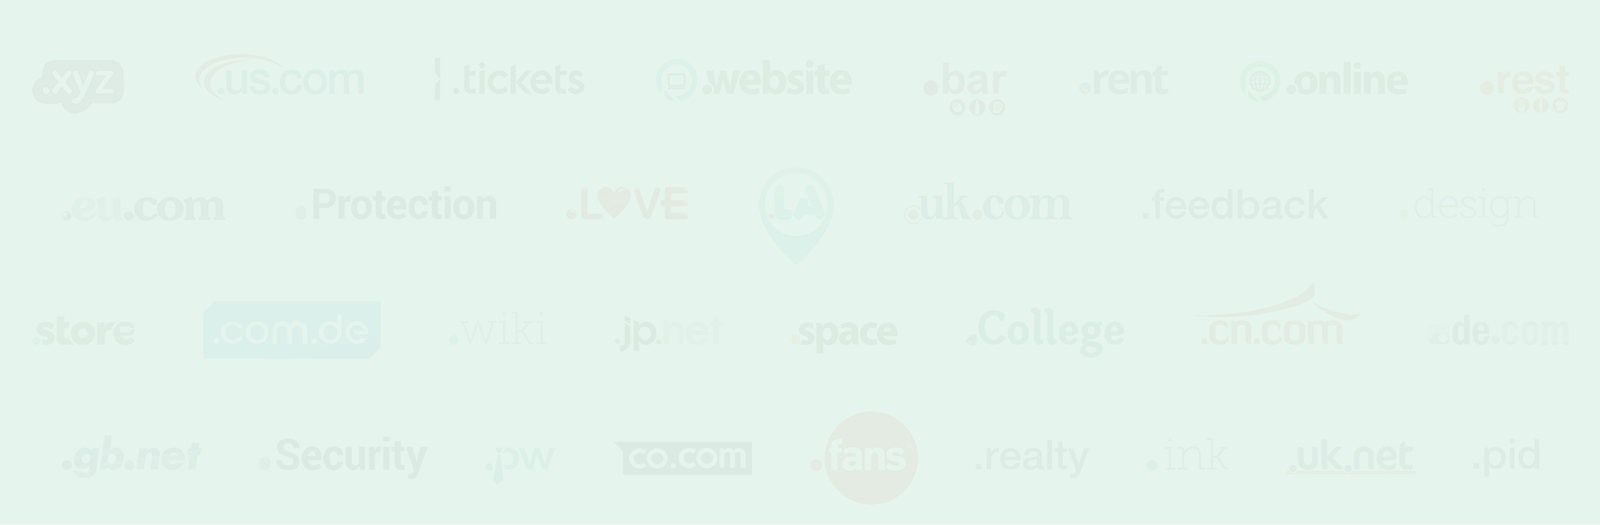 .xyz .us.com .tickets .website .bar .rent .online .rest
.eu.com .Protection .LOVE .LA .uk.com .feedback .design
.store .com.de .wiki .jp.net .space .College .cn.com .de.com
.gb.net .Security .pw co.com .fans .realty .ink .uk.net .pid